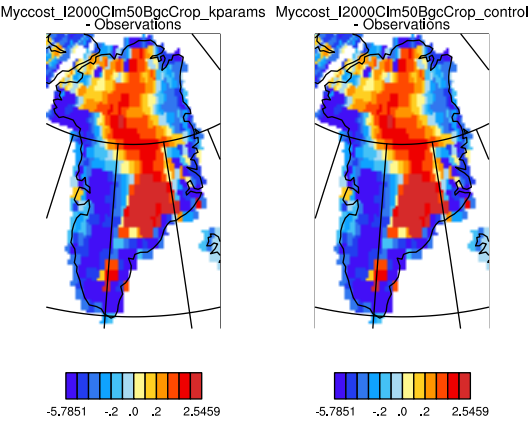 Myccost_I2000Clm50BgcCrop_kparams
- Observations
Myccost_I2000Clm50BgcCrop_control
- Observations
-5.7851 -.2 .0 .2 2.5459
-5.7851 -.2 .0 .2 2.5459